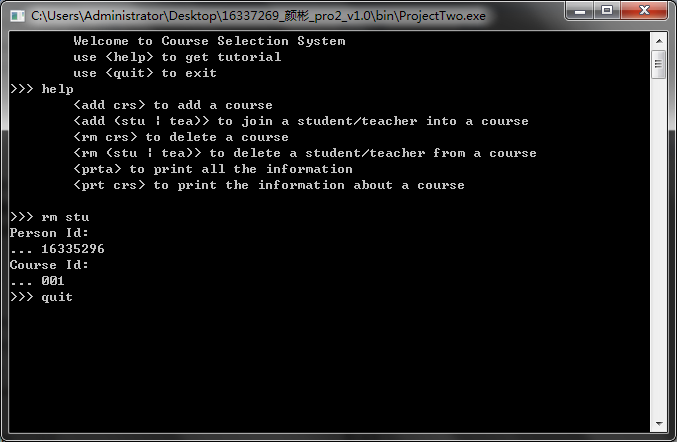 C:\Users\Administrator\Desktop\16337269_颜彬_pro2_v1.0\bin\ProjectTwo.exe
Welcome to Course Selection System
use <help> to get tutorial
use <quit> to exit
>>> help
<add crs> to add a course
<add (stu ¦ tea)> to join a student/teacher into a course
<rm crs> to delete a course
<rm (stu ¦ tea)> to delete a student/teacher from a course
<prta> to print all the information
<prt crs> to print the information about a course
>>> rm stu
Person Id:
... 16335296
Course Id:
... 001
>>> quit